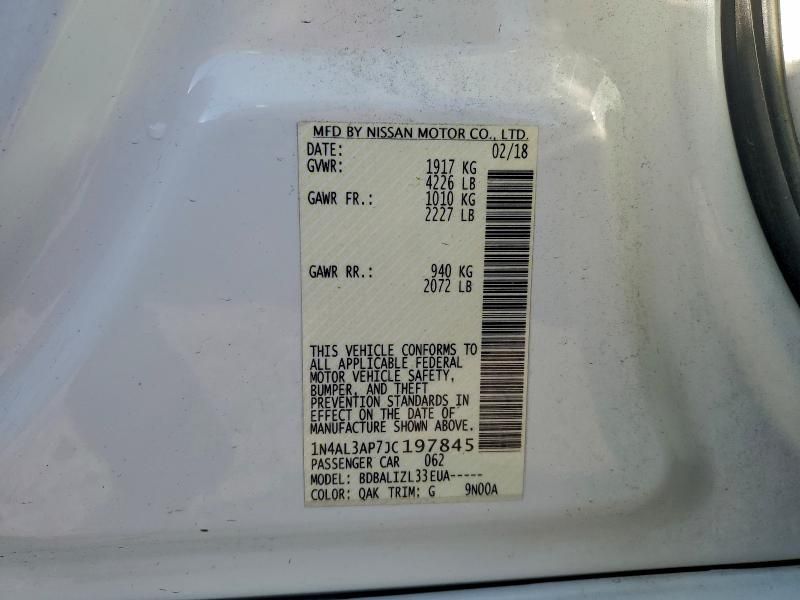 MFD BY NISSAN MOTOR CO., LTD.
DATE: 02/18
GVWR: 1917 KG
4226 LB
GAWR FR.: 1010 KG
2227 LB
GAWR RR.: 940 KG
2072 LB
THIS VEHICLE CONFORMS TO
ALL APPLICABLE FEDERAL
MOTOR VEHICLE SAFETY,
BUMPER, AND THEFT
PREVENTION STANDARDS IN
EFFECT ON THE DATE OF
MANUFACTURE SHOWN ABOVE.
1N4AL3AP7JC197845
PASSENGER CAR 062
MODEL: BDBALIZL33EUA-----
COLOR: QAK TRIM: G 9N00A